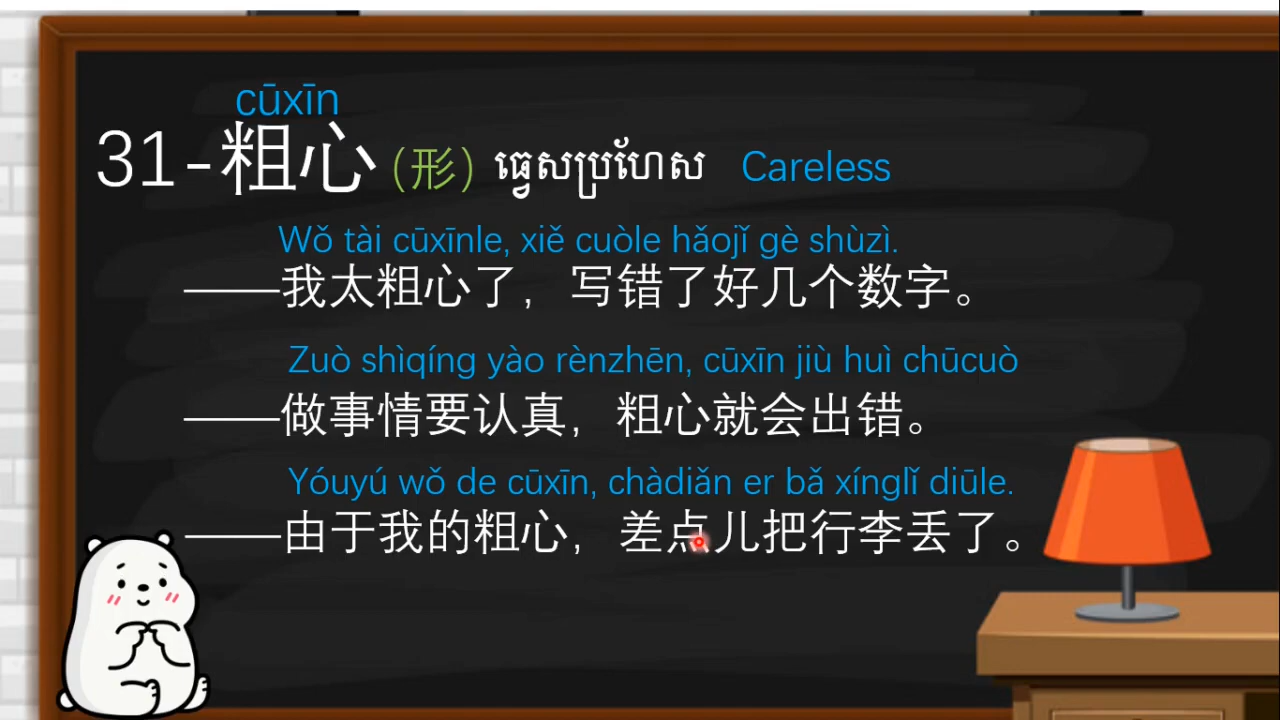 cūxīn
31-粗心 (形) ធ្វេសប្រហែស Careless
Wǒ tài cūxīnle, xiě cuòle hǎojǐ gè shùzì.
——我太粗心了，写错了好几个数字。
Zuò shìqíng yào rènzhēn, cūxīn jiù huì chūcuò
——做事情要认真，粗心就会出错。
Yóuyú wǒ de cūxīn, chàdiǎn er bǎ xínglǐ diūle.
——由于我的粗心，差点儿把行李丢了。